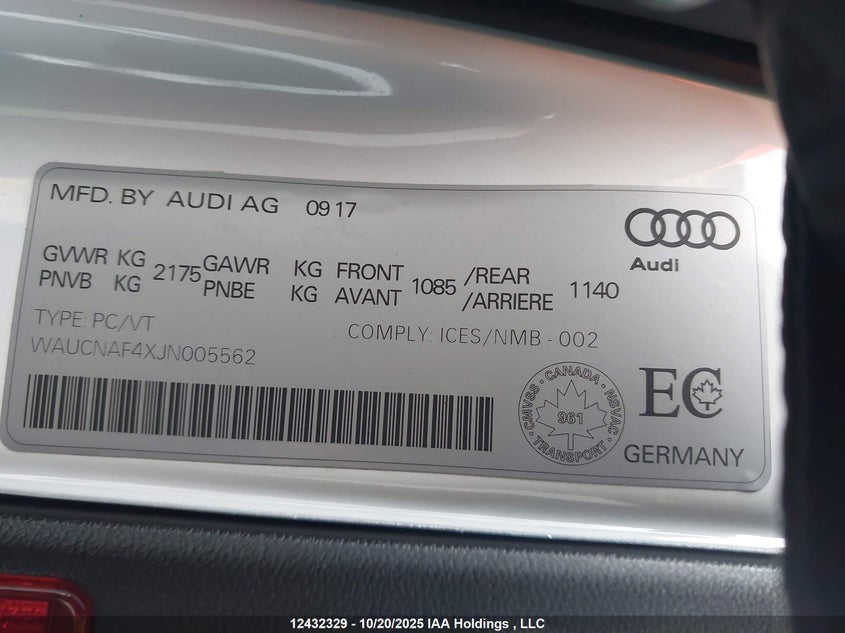 MFD. BY AUDI AG 09 17
Audi
GVWR KG 2175 GAWR KG FRONT 1085 /REAR 1140
PNVB KG PNBE KG AVANT /ARRIERE
TYPE: PC/VT
COMPLY: ICES/NMB - 002
WAUCNAF4XJN005562
CMVSS · CANADA · NSVAC · TRANSPORT ·
961
EC
GERMANY
12432329 - 10/20/2025 IAA Holdings , LLC